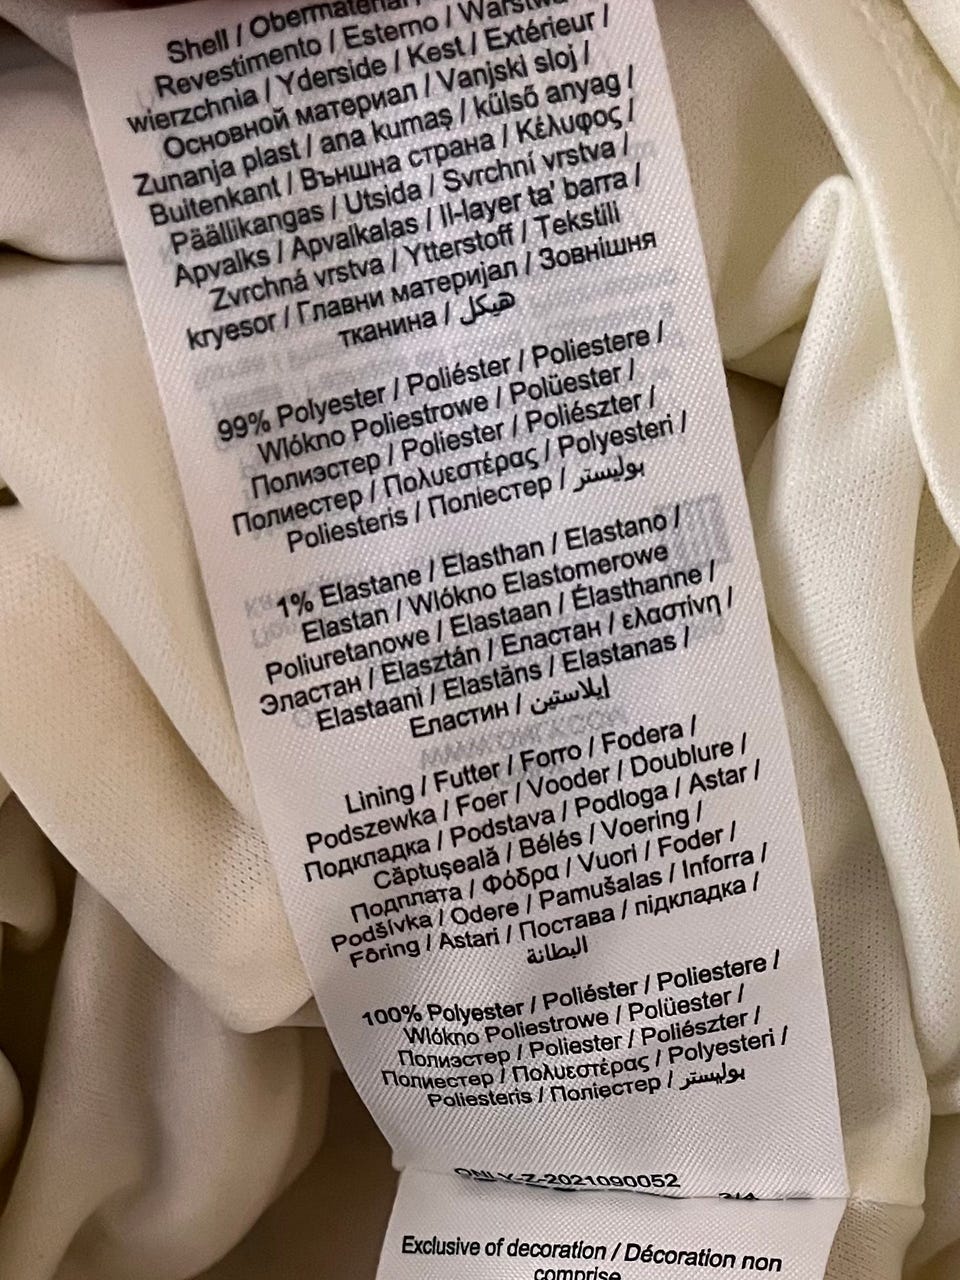 Shell / Obermaterial
Revestimento / Esterno /
wierzchnia / Yderside / Kest / Extérieur /
Основной материал / Vanjski sloj /
Zunanja plast / ana kumaş / külső anyag /
Buitenkant / Външна страна / Κέλυφος /
Päällikangas / Utsida / Svrchní vrstva /
Apvalks / Apvalkalas / Il-layer ta' barra /
Zvrchná vrstva / Ytterstoff / Tekstili
kryesor / Главни материјал / Зовнішня
тканина / هيكل
99% Polyester / Poliéster / Poliestere /
Wlókno Poliestrowe / Polüester /
Полиэстер / Poliester / Poliészter /
Полиестер / Πολυεστέρας / Polyesteri /
Poliesteris / Поліестер / بوليستر
1% Elastane / Elasthan / Elastano /
Elastan / Wlókno Elastomerowe
Poliuretanowe / Elastaan / Élasthanne /
Эластан / Elasztán / Еластан / ελαστίνη /
Elastaani / Elastāns / Elastanas /
Еластин / إيلاستين
Lining / Futter / Forro / Fodera /
Podszewka / Foer / Vooder / Doublure /
Подкладка / Podstava / Podloga / Astar /
Căptuşeală / Bélés / Voering /
Подплата / Φόδρα / Vuori / Foder /
Podšívka / Odere / Pamušalas / Inforra /
Fôring / Astari / Постава / підкладка /
البطانة
100% Polyester / Poliéster / Poliestere /
Wlókno Poliestrowe / Polüester /
Полиэстер / Poliester / Poliészter /
Полиестер / Πολυεστέρας / Polyesteri /
Poliesteris / Поліестер / بوليستر
ONLY-Z-2021090052
Exclusive of decoration / Décoration non
comprise